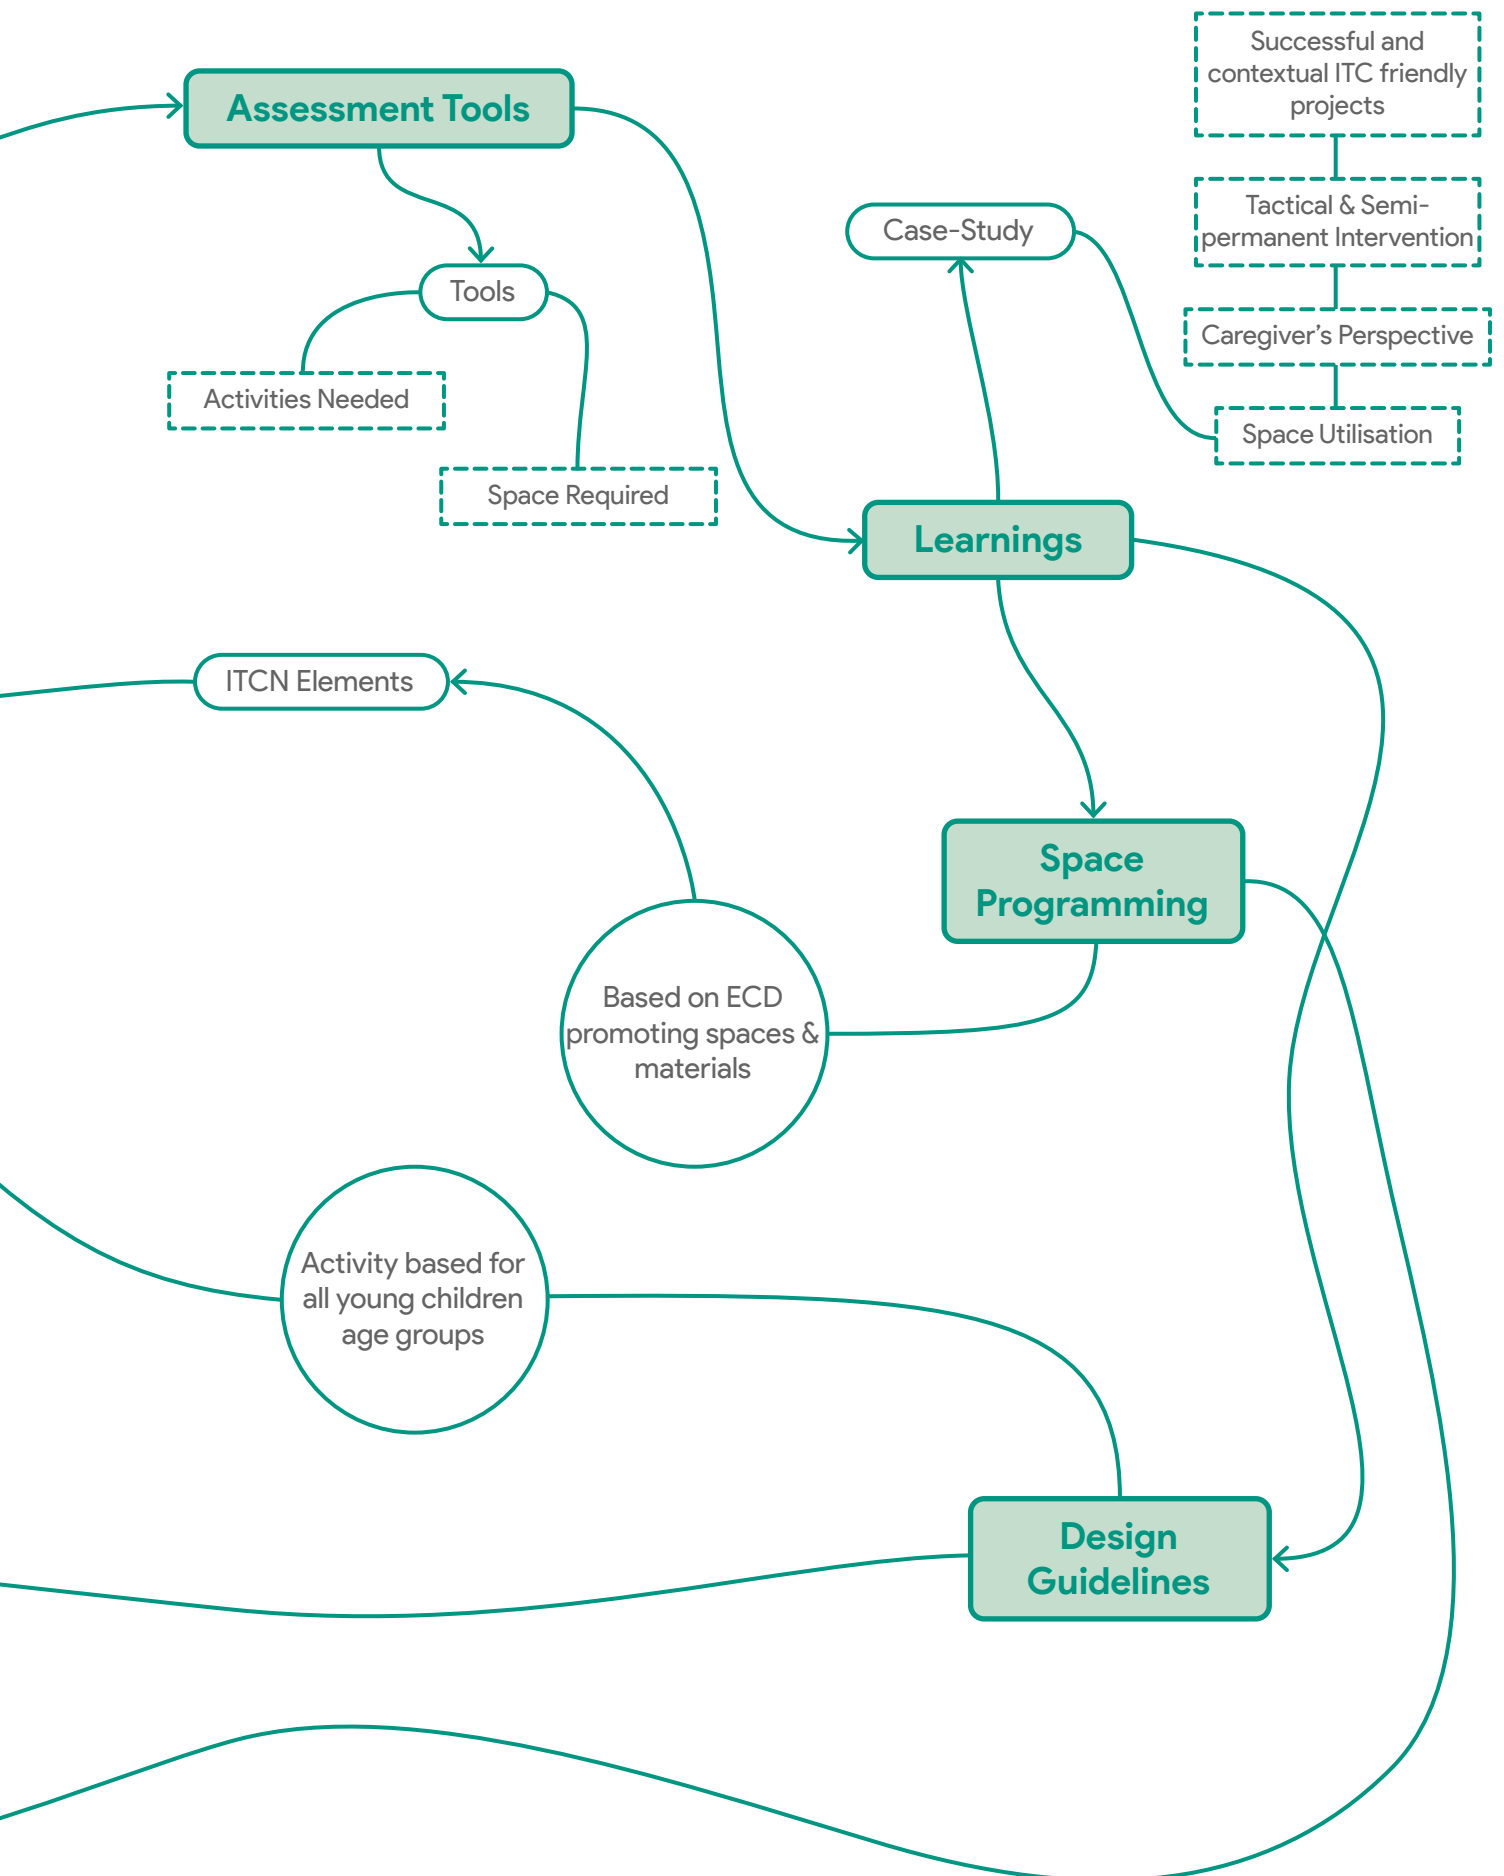 Successful and
contextual ITC friendly
projects
Assessment Tools
Tactical & Semi-
permanent Intervention
Case-Study
Tools
Caregiver’s Perspective
Activities Needed
Space Utilisation
Space Required
Learnings
ITCN Elements
Space
Programming
Based on ECD
promoting spaces &
materials
Activity based for
all young children
age groups
Design
Guidelines